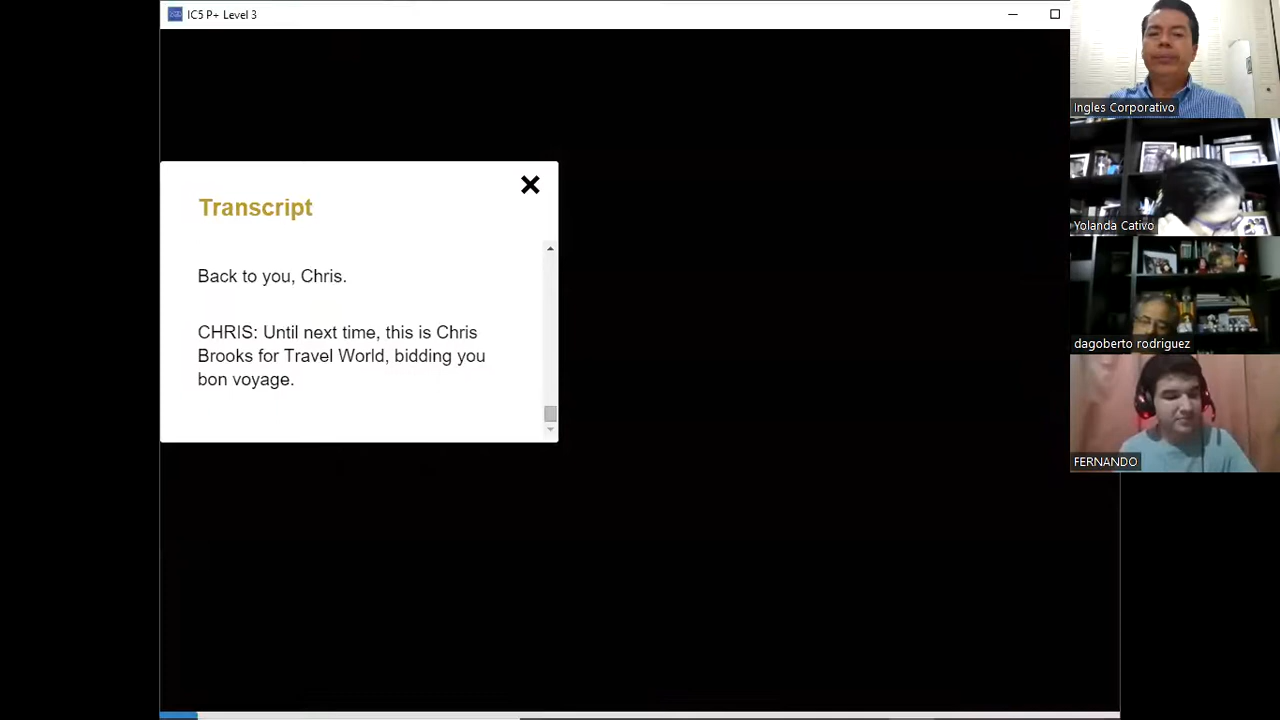 IC5 P+ Level 3
Ingles Corporativo
Yolanda Cativo
dagoberto rodriguez
FERNANDO
Transcript
Back to you, Chris.
CHRIS: Until next time, this is Chris
Brooks for Travel World, bidding you
bon voyage.